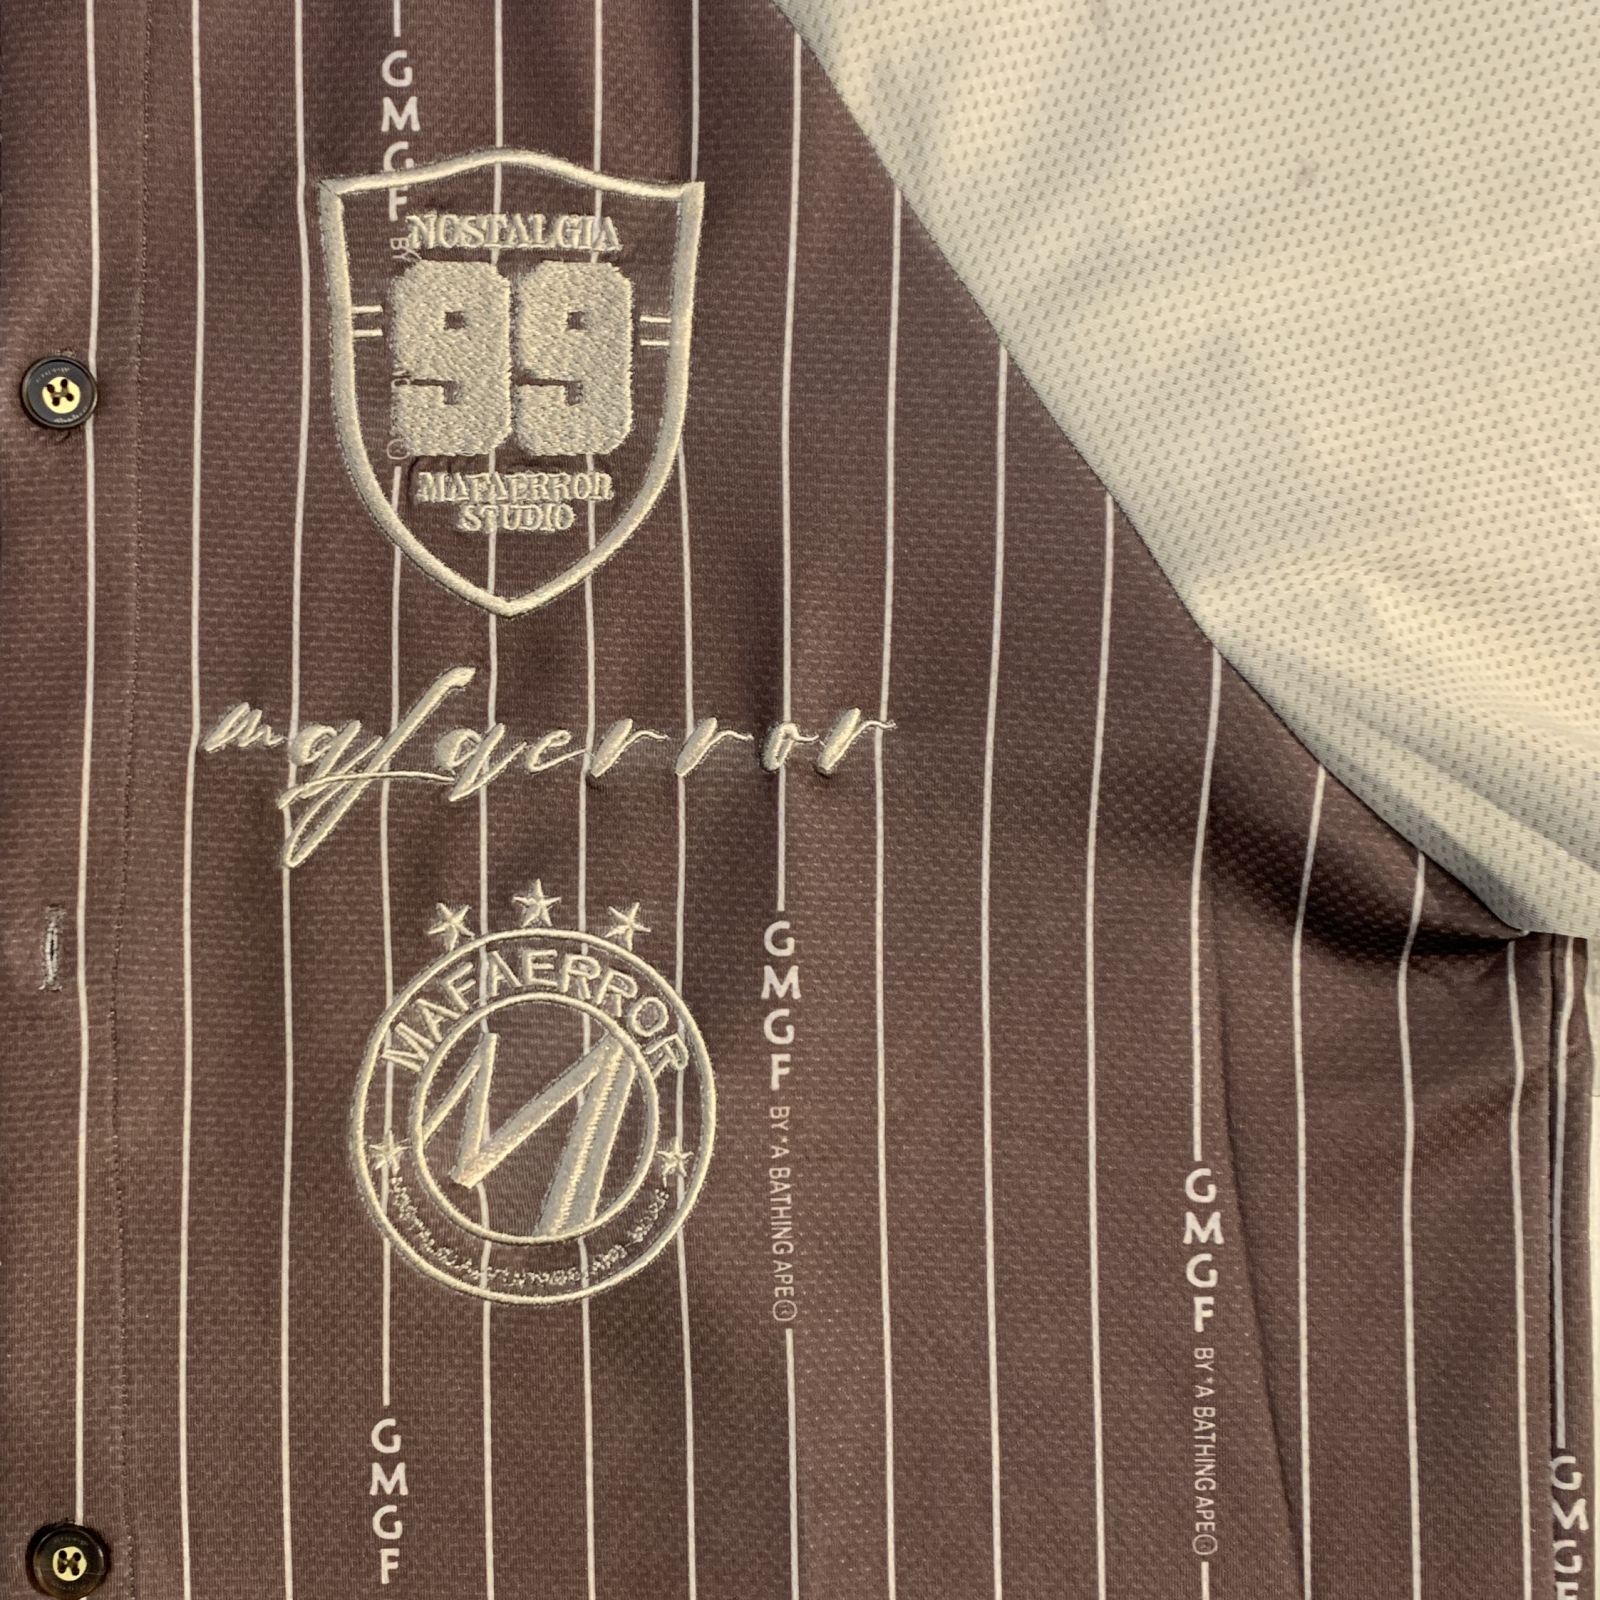 GMGF
BY
NOSTALGIA
99
MAFAERROR
STUDIO
mafaerror
MAFAERROR
M
GMGF BY *A BATHING APE®
GMGF BY *A BATHING APE®
GMGF
GMGF